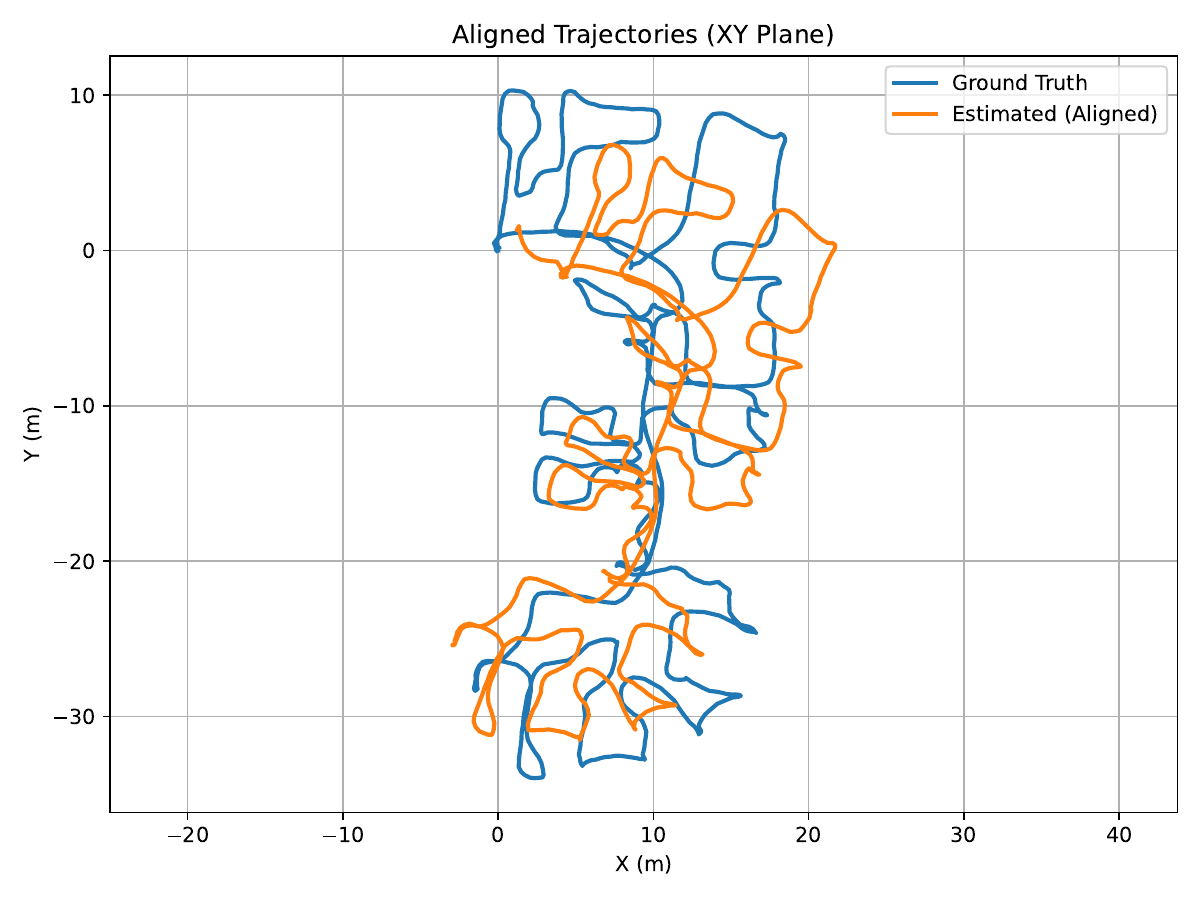 Aligned Trajectories (XY Plane)
Ground Truth
Estimated (Aligned)
10
0
−10
−20
−30
Y (m)
−20 −10 0 10 20 30 40
X (m)